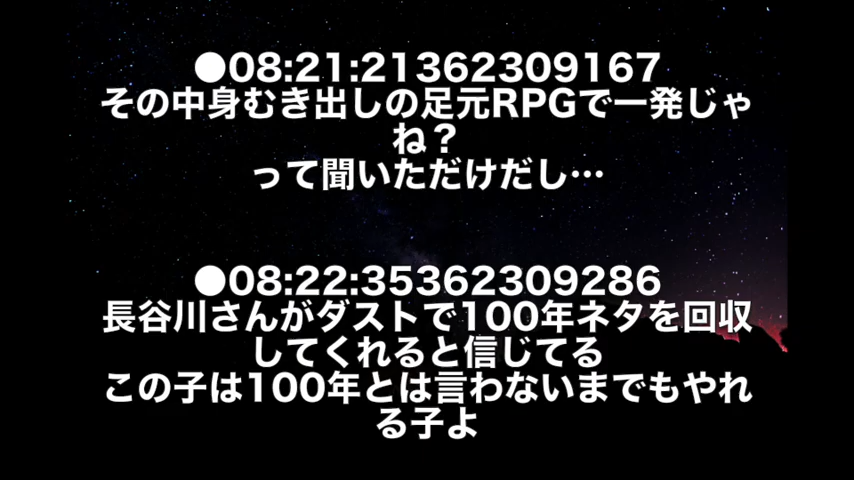 ●08:21:21362309167
その中身むき出しの足元RPGで一発じゃ
ね？
って聞いただけだし…
●08:22:35362309286
長谷川さんがダストで100年ネタを回収
してくれると信じてる
この子は100年とは言わないまでもやれ
る子よ